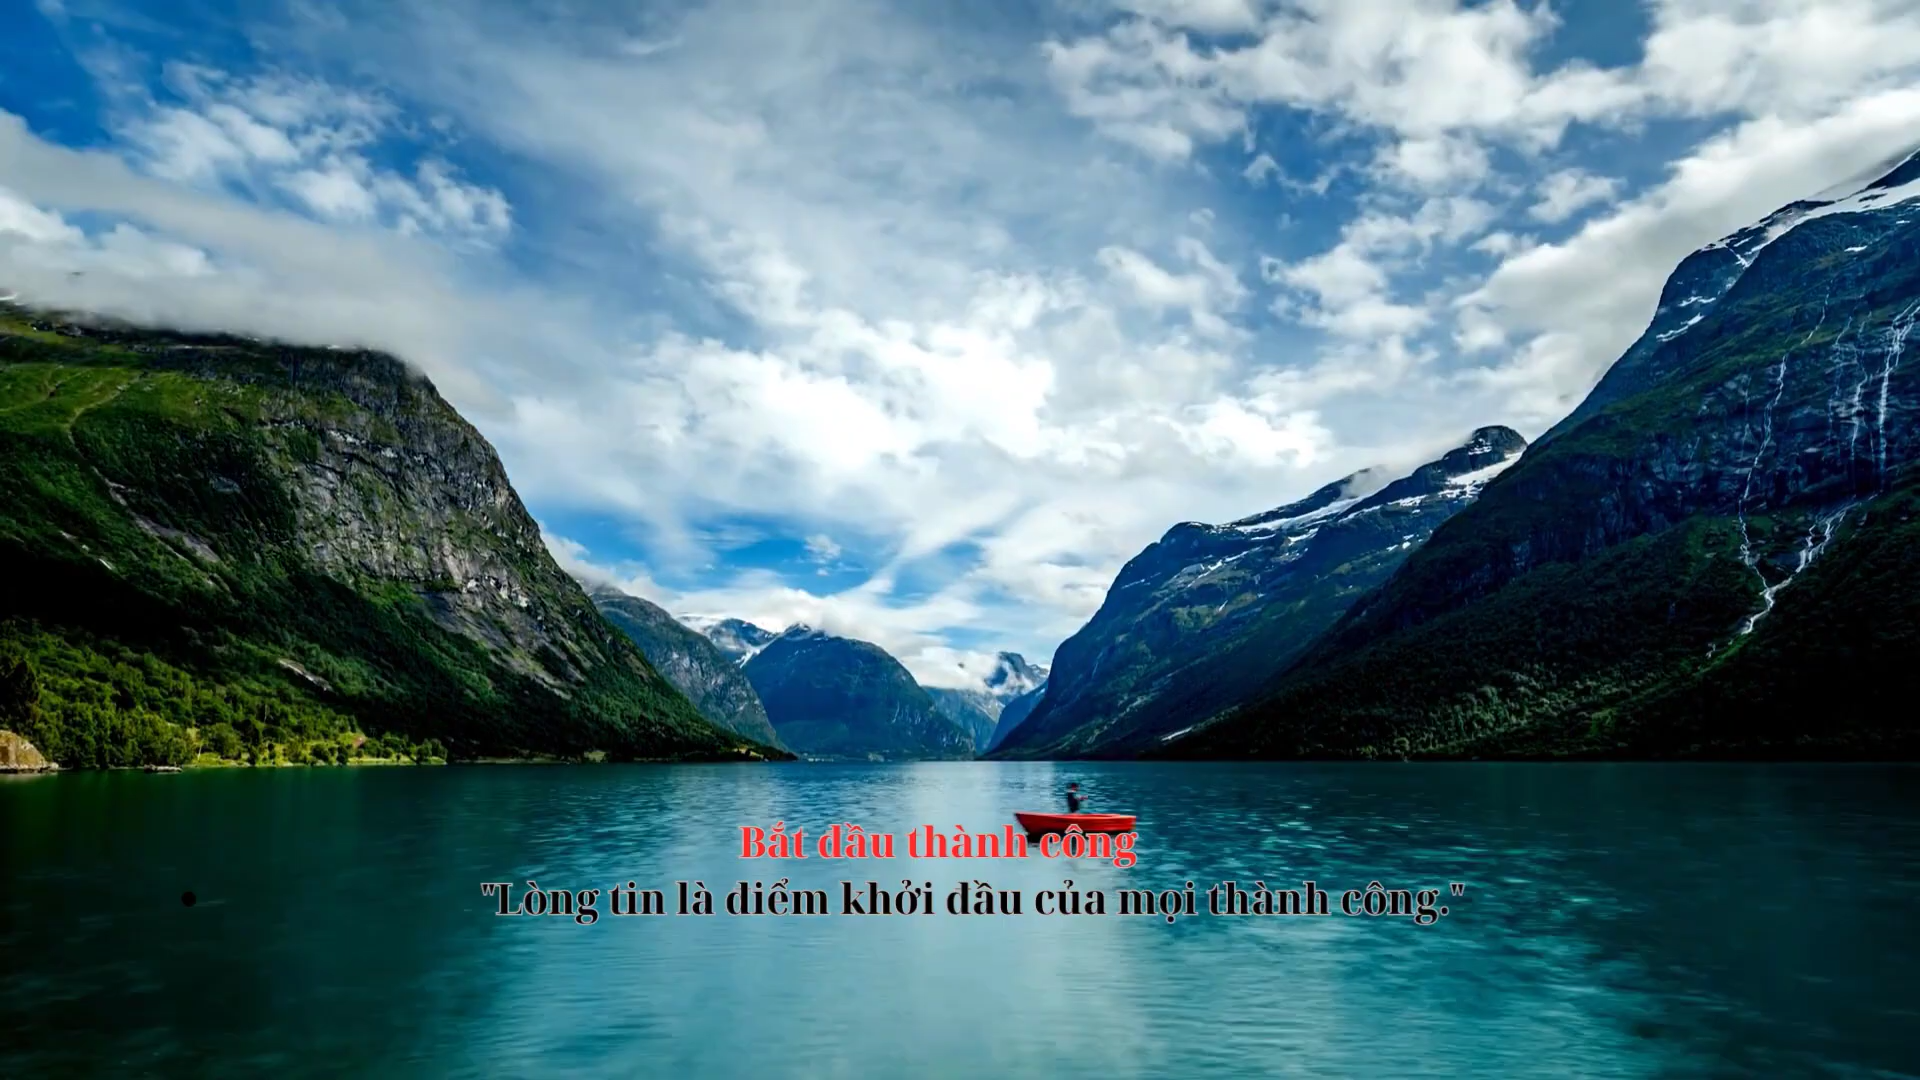 Bắt đầu thành công
"Lòng tin là điểm khởi đầu của mọi thành công."